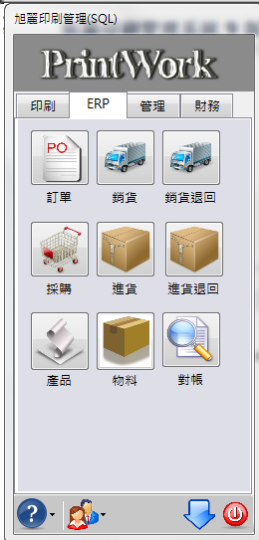 旭麗印刷管理(SQL)
PrintWork
印刷 ERP 管理 財務
PO
訂單 銷貨 銷貨退回
採購 進貨 進貨退回
產品 物料 對帳
?